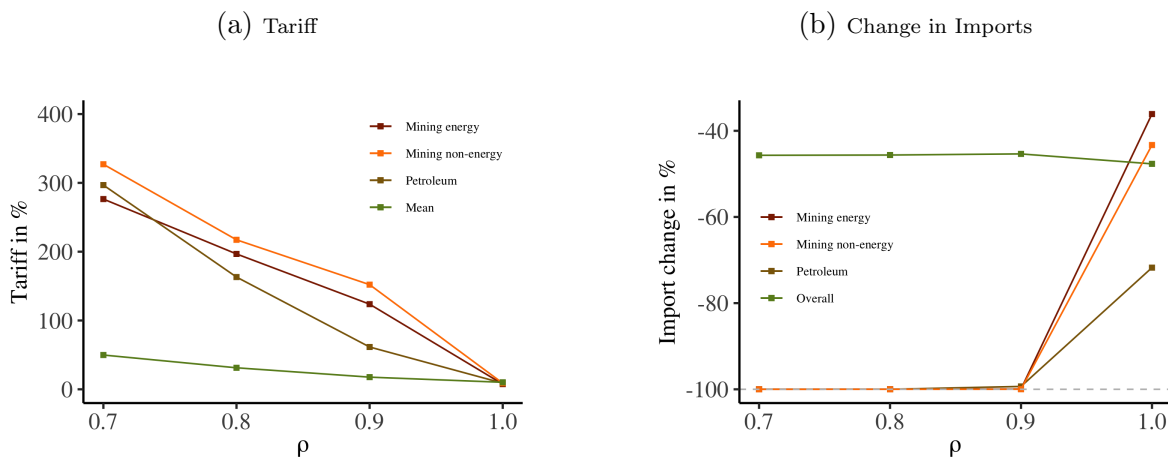 (a) Tariff
400
300
200
100
0
Tariff in %
Mining energy
Mining non-energy
Petroleum
Mean
0.7 0.8 0.9 1.0
ρ
(b) Change in Imports
-40
-60
-80
-100
Import change in %
Mining energy
Mining non-energy
Petroleum
Overall
0.7 0.8 0.9 1.0
ρ